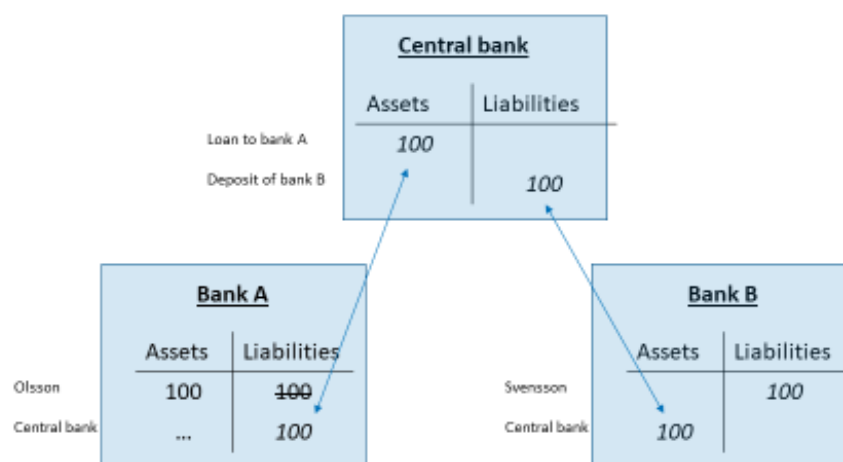 Central bank
Assets Liabilities
Loan to bank A 100
Deposit of bank B 100
Bank A
Assets Liabilities
Olsson 100 100
Central bank ... 100
Bank B
Assets Liabilities
Svensson 100
Central bank 100